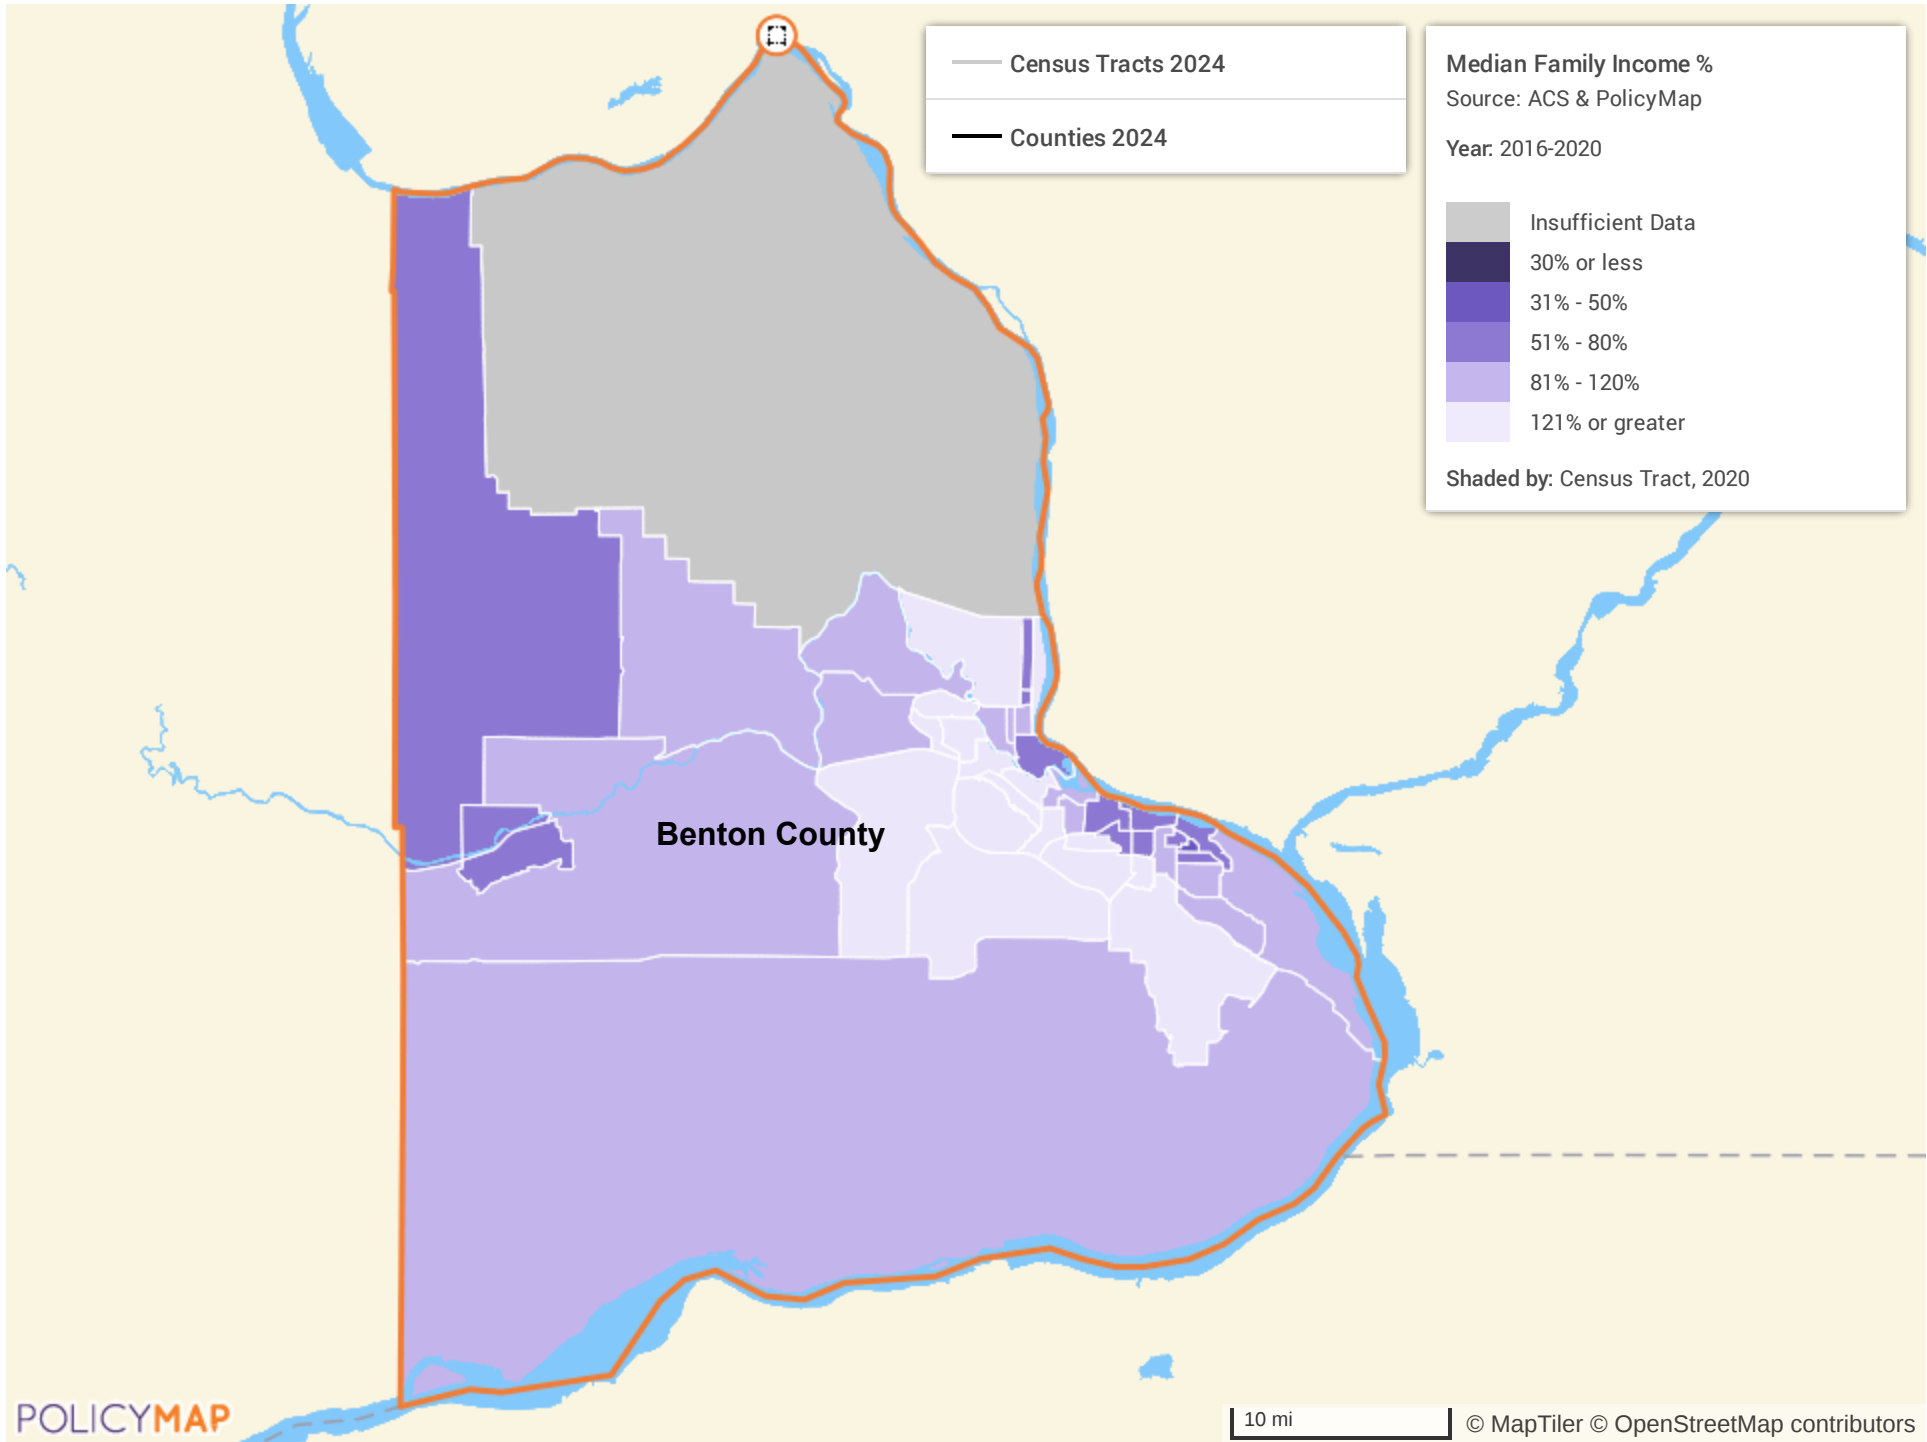 Census Tracts 2024
Counties 2024
Median Family Income %
Source: ACS & PolicyMap
Year: 2016-2020
Insufficient Data
30% or less
31% - 50%
51% - 80%
81% - 120%
121% or greater
Shaded by: Census Tract, 2020
Benton County
POLICYMAP
10 mi
© MapTiler © OpenStreetMap contributors